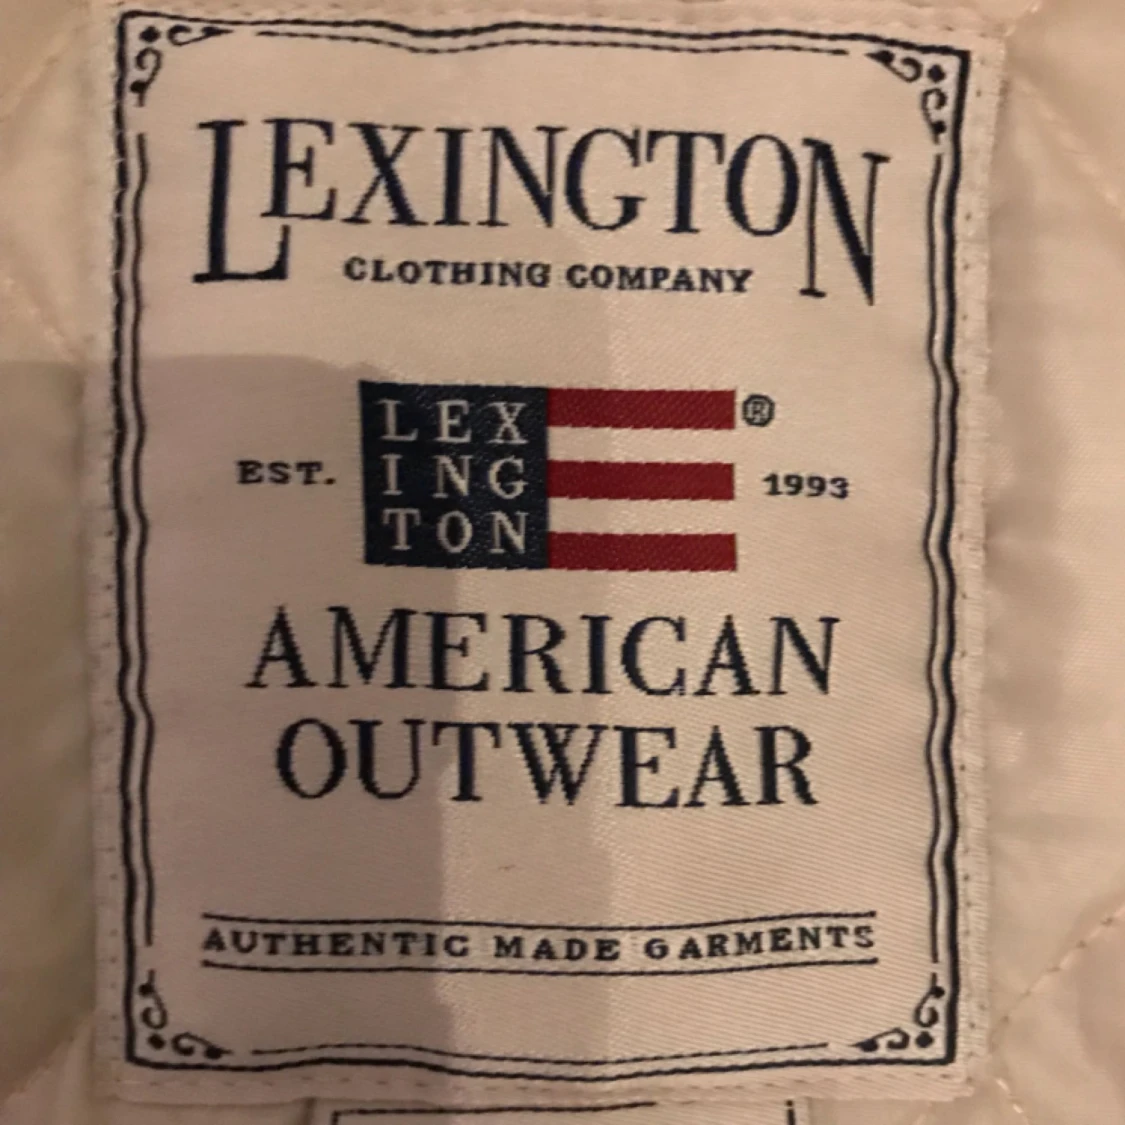 LEXINGTON
CLOTHING COMPANY
LEX
ING
TON
®
EST.
1993
AMERICAN
OUTWEAR
AUTHENTIC MADE GARMENTS